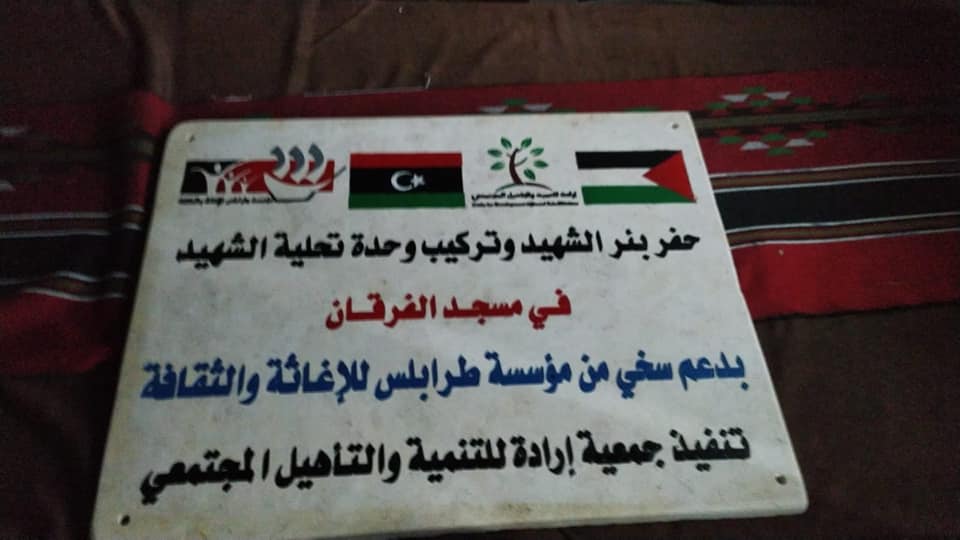 حفر بئر الشهيد وتركيب وحدة تحلية الشهيد
في مسجد الفرقان
بدعم سخي من مؤسسة طرابلس للإغاثة والثقافة
تنفيذ جمعية إرادة للتنمية والتأهيل المجتمعي